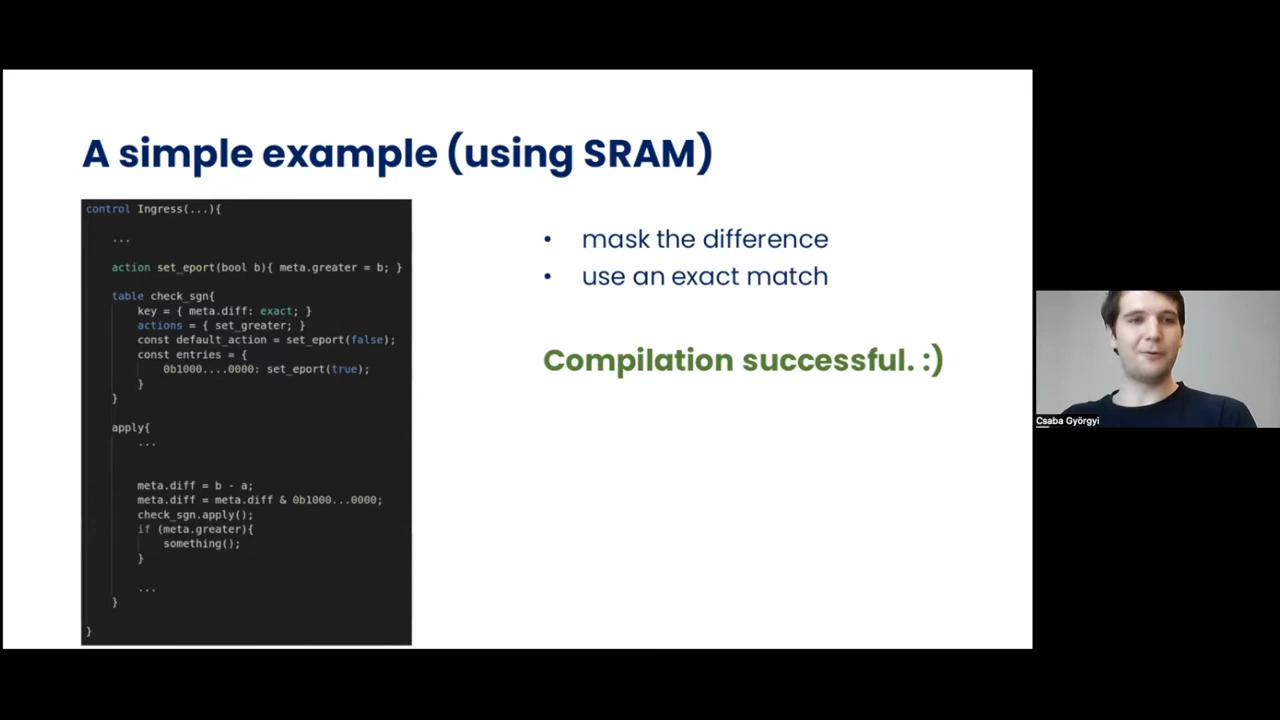 A simple example (using SRAM)
control Ingress(...){
...
action set_eport(bool b){ meta.greater = b; }
table check_sgn{
key = { meta.diff: exact; }
actions = { set_greater; }
const default_action = set_eport(false);
const entries = {
0b1000....0000: set_eport(true);
}
}
apply{
...
meta.diff = b - a;
meta.diff = meta.diff & 0b1000...0000;
check_sgn.apply();
if (meta.greater){
something();
}
...
}
}
• mask the difference
• use an exact match
Compilation successful. :)
Csaba Györgyi